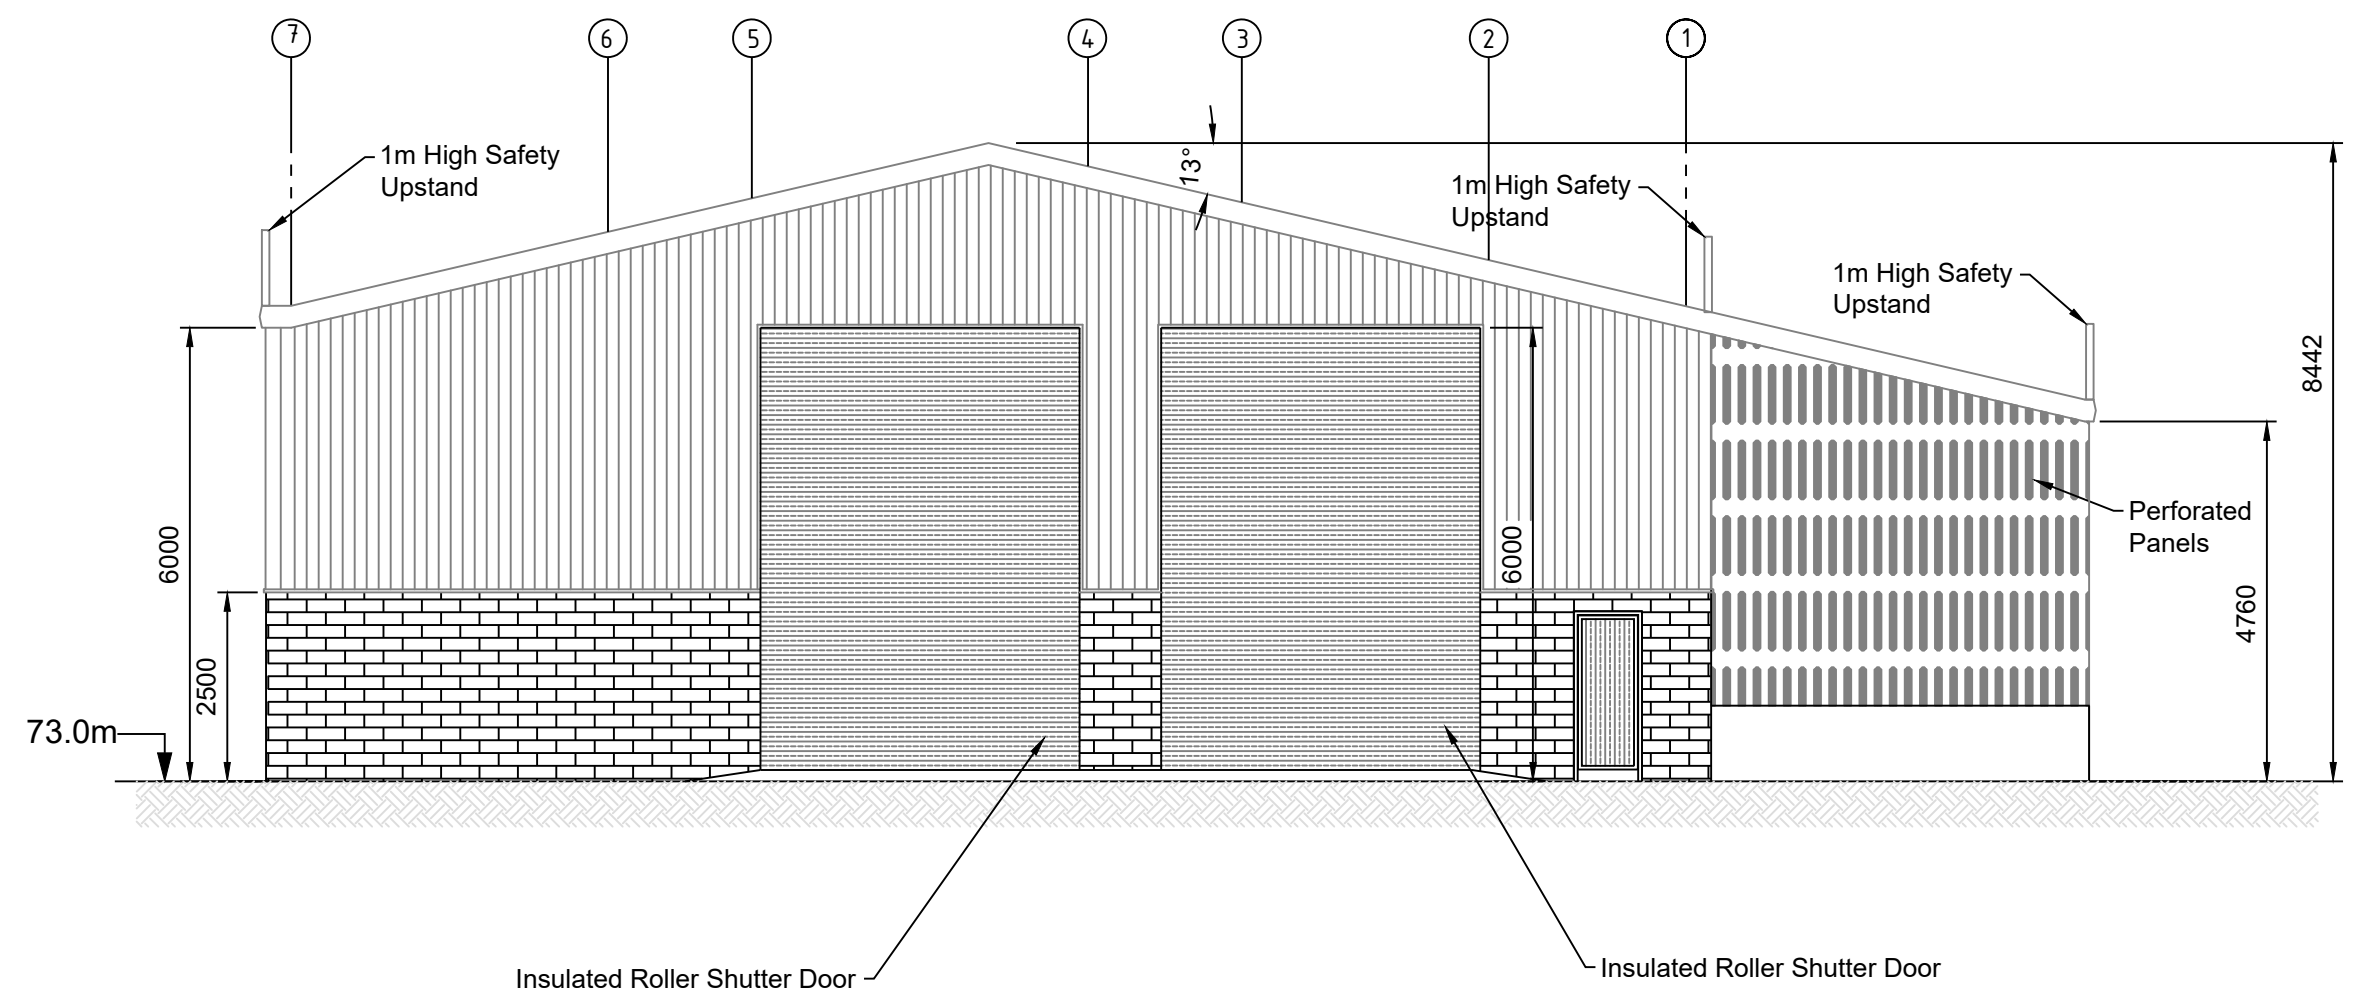 7
6
5
4
3
2
1
1m High Safety
Upstand
13°
1m High Safety
Upstand
1m High Safety
Upstand
8442
6000
6000
Perforated
Panels
4760
2500
73.0m
Insulated Roller Shutter Door
Insulated Roller Shutter Door